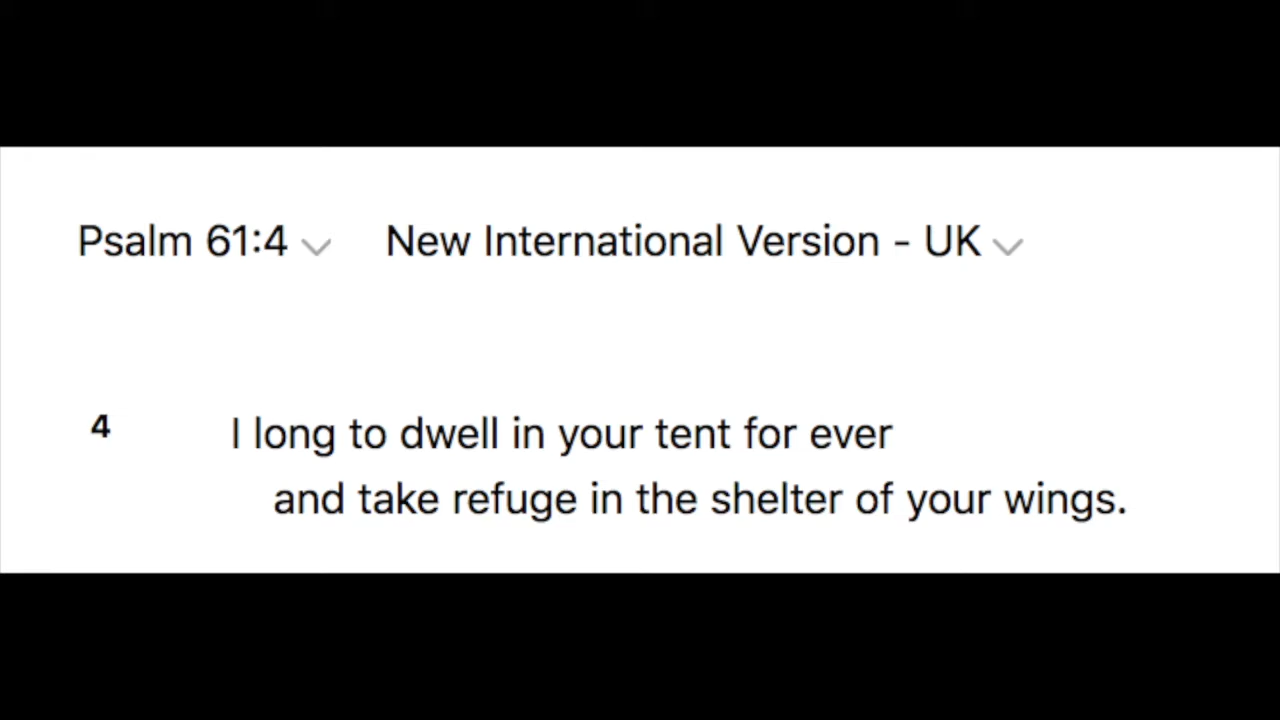 Psalm 61:4 New International Version - UK
4 I long to dwell in your tent for ever
and take refuge in the shelter of your wings.